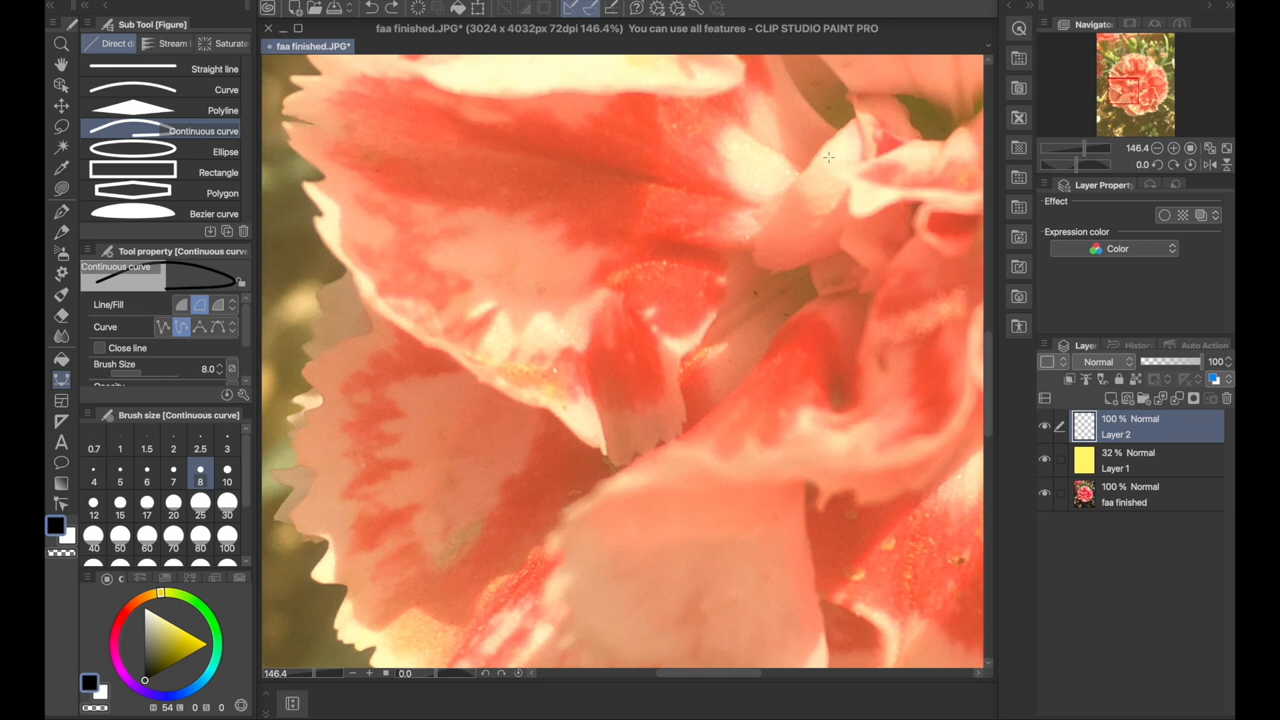 Sub Tool [Figure]
Direct d
Stream
Saturate
Straight line
Curve
Polyline
Continuous curve
Ellipse
Rectangle
Polygon
Bezier curve
Tool property [Continuous curve
Continuous curve
Line/Fill
Curve
Close line
Brush Size 8.0
Brush size [Continuous curve]
0.7 1 1.5 2 2.5 3
4 5 6 7 8 10
12 15 17 20 25 30
40 50 60 70 80 100
C
H 54 L 0 S 0
faa finished.JPG* (3024 x 4032px 72dpi 146.4%) You can use all features - CLIP STUDIO PAINT PRO
faa finished.JPG*
146.4
0.0
Navigator
146.4
0.0
Layer Property
Effect
Expression color
Color
Layer
History
Auto Action
Normal
100
100 % Normal
Layer 2
32 % Normal
Layer 1
100 % Normal
faa finished